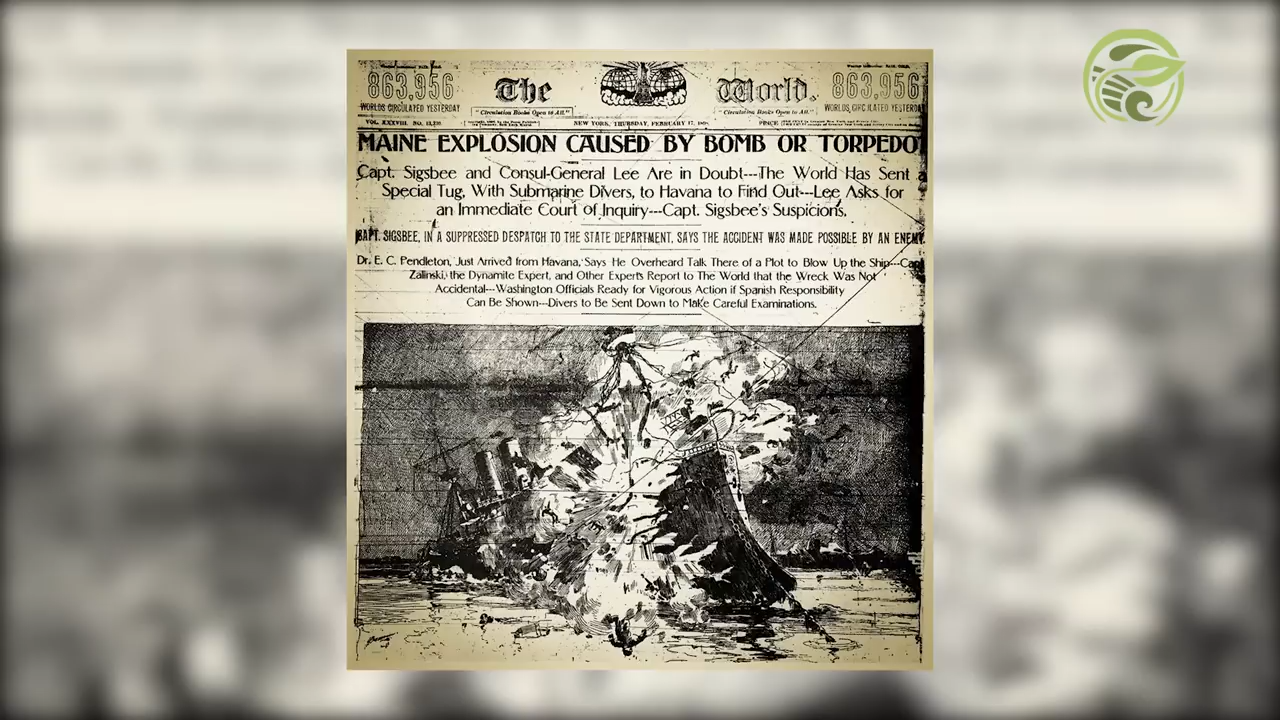 863,956
WORLDS CIRCULATED YESTERDAY
The World.
863,956
WORLDS CIRCULATED YESTERDAY
"Circulation Books Open to All."
"Circulation Books Open to All."
VOL. XXXVIII. NO.
NEW YORK, THURSDAY, FEBRUARY 17, 1898.
PRICE
MAINE EXPLOSION CAUSED BY BOMB OR TORPEDO
Capt. Sigsbee and Consul-General Lee Are in Doubt---The World Has Sent a
Special Tug, With Submarine Divers, to Havana to Find Out---Lee Asks for
an Immediate Court of Inquiry---Capt. Sigsbee's Suspicions.
CAPT. SIGSBEE, IN A SUPPRESSED DESPATCH TO THE STATE DEPARTMENT, SAYS THE ACCIDENT WAS MADE POSSIBLE BY AN ENEMY.
Dr. E. C. Pendleton, Just Arrived from Havana, Says He Overheard Talk There of a Plot to Blow Up the Ship---Capt
Zalinski, the Dynamite Expert, and Other Experts Report to The World that the Wreck Was Not
Accidental---Washington Officials Ready for Vigorous Action if Spanish Responsibility
Can Be Shown---Divers to Be Sent Down to Make Careful Examinations.